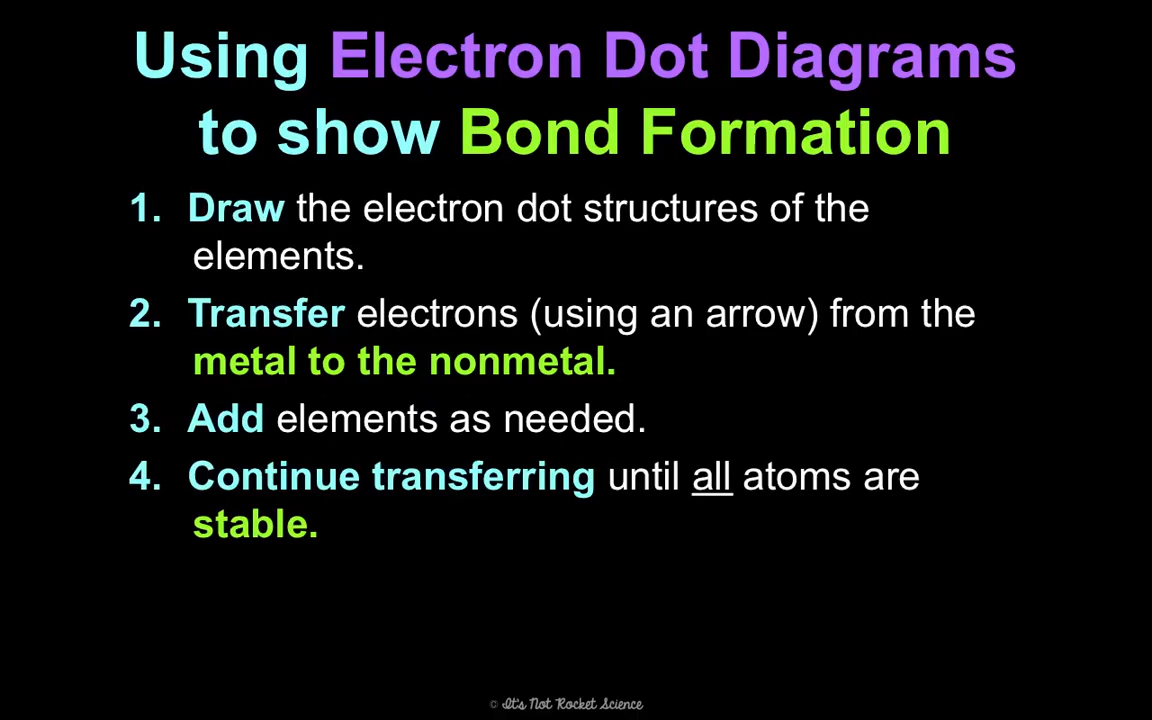 Using Electron Dot Diagrams
to show Bond Formation
1. Draw the electron dot structures of the
elements.
2. Transfer electrons (using an arrow) from the
metal to the nonmetal.
3. Add elements as needed.
4. Continue transferring until all atoms are
stable.
© It's Not Rocket Science